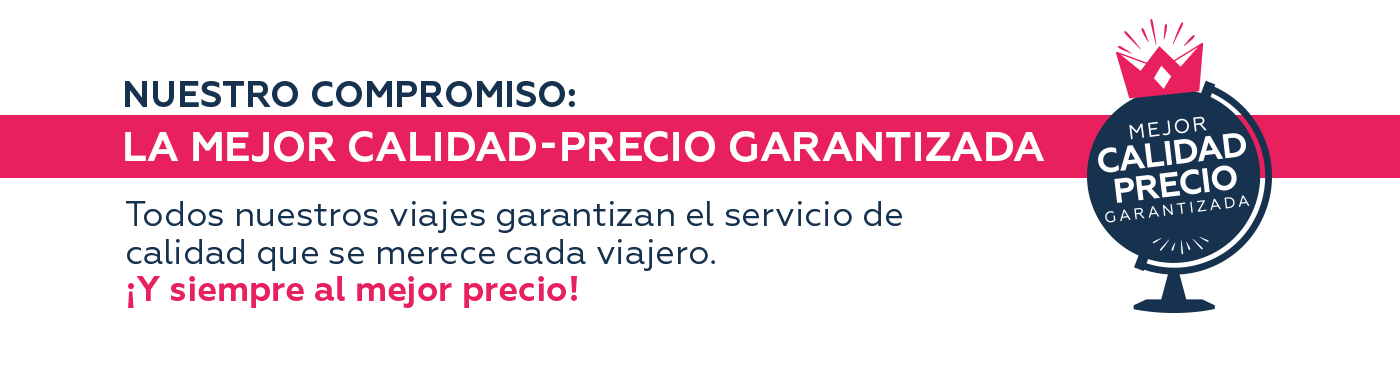 NUESTRO COMPROMISO:
LA MEJOR CALIDAD-PRECIO GARANTIZADA
Todos nuestros viajes garantizan el servicio de
calidad que se merece cada viajero.
¡Y siempre al mejor precio!
MEJOR
CALIDAD
PRECIO
GARANTIZADA